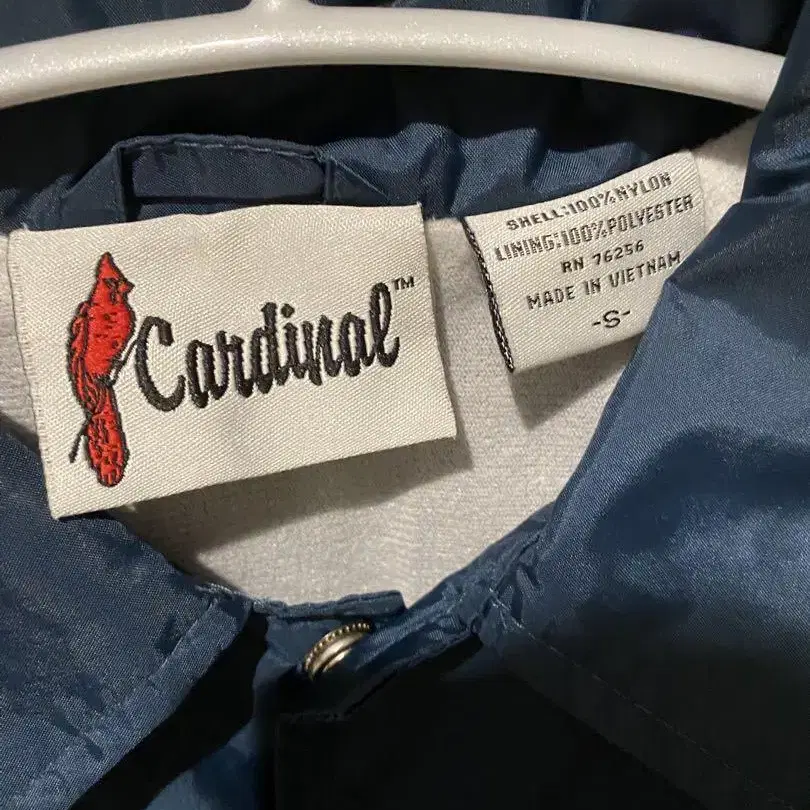 Cardinal™
SHELL:100%NYLON
LINING:100%POLYESTER
RN 76256
MADE IN VIETNAM
-S-